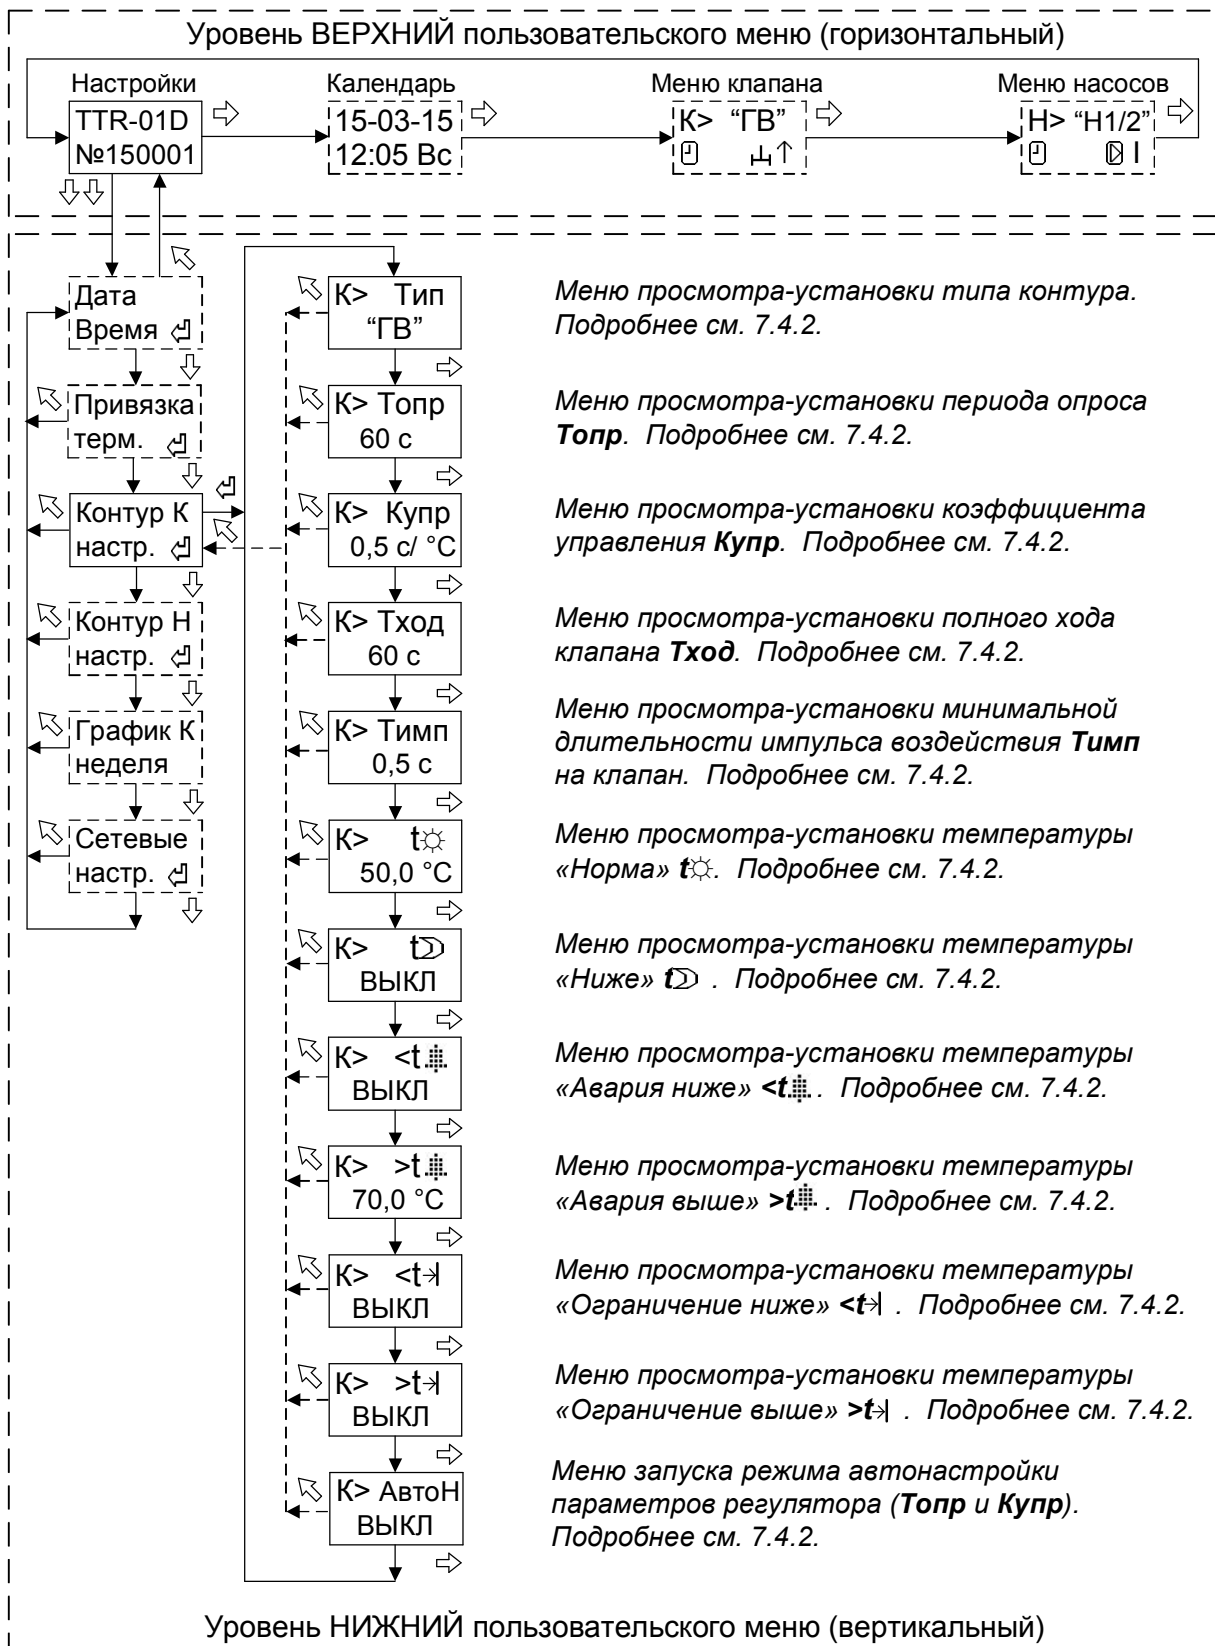 Уровень ВЕРХНИЙ пользовательского меню (горизонтальный)
Настройки
TTR-01D
№150001
Календарь
15-03-15
12:05 Вс
Меню клапана
К> “ГВ”
Меню насосов
Н> “Н1/2”
Дата
Время
Привязка
терм.
Контур К
настр.
Контур Н
настр.
График К
неделя
Сетевые
настр.
К> Тип
“ГВ”
Меню просмотра-установки типа контура.
Подробнее см. 7.4.2.
К> Топр
60 с
Меню просмотра-установки периода опроса
Топр. Подробнее см. 7.4.2.
К> Купр
0,5 с/ °С
Меню просмотра-установки коэффициента
управления Купр. Подробнее см. 7.4.2.
К> Тход
60 с
Меню просмотра-установки полного хода
клапана Тход. Подробнее см. 7.4.2.
К> Тимп
0,5 с
Меню просмотра-установки минимальной
длительности импульса воздействия Тимп
на клапан. Подробнее см. 7.4.2.
К> t
50,0 °С
Меню просмотра-установки температуры
«Норма» t. Подробнее см. 7.4.2.
К> t
ВЫКЛ
Меню просмотра-установки температуры
«Ниже» t . Подробнее см. 7.4.2.
К> <t
ВЫКЛ
Меню просмотра-установки температуры
«Авария ниже» <t . Подробнее см. 7.4.2.
К> >t
70,0 °С
Меню просмотра-установки температуры
«Авария выше» >t . Подробнее см. 7.4.2.
К> <t
ВЫКЛ
Меню просмотра-установки температуры
«Ограничение ниже» <t . Подробнее см. 7.4.2.
К> >t
ВЫКЛ
Меню просмотра-установки температуры
«Ограничение выше» >t . Подробнее см. 7.4.2.
К> АвтоН
ВЫКЛ
Меню запуска режима автонастройки
параметров регулятора (Топр и Купр).
Подробнее см. 7.4.2.
Уровень НИЖНИЙ пользовательского меню (вертикальный)